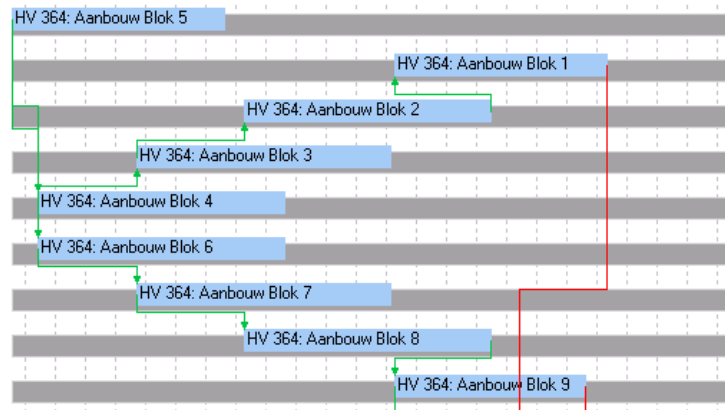 HV 364: Aanbouw Blok 5
HV 364: Aanbouw Blok 1
HV 364: Aanbouw Blok 2
HV 364: Aanbouw Blok 3
HV 364: Aanbouw Blok 4
HV 364: Aanbouw Blok 6
HV 364: Aanbouw Blok 7
HV 364: Aanbouw Blok 8
HV 364: Aanbouw Blok 9